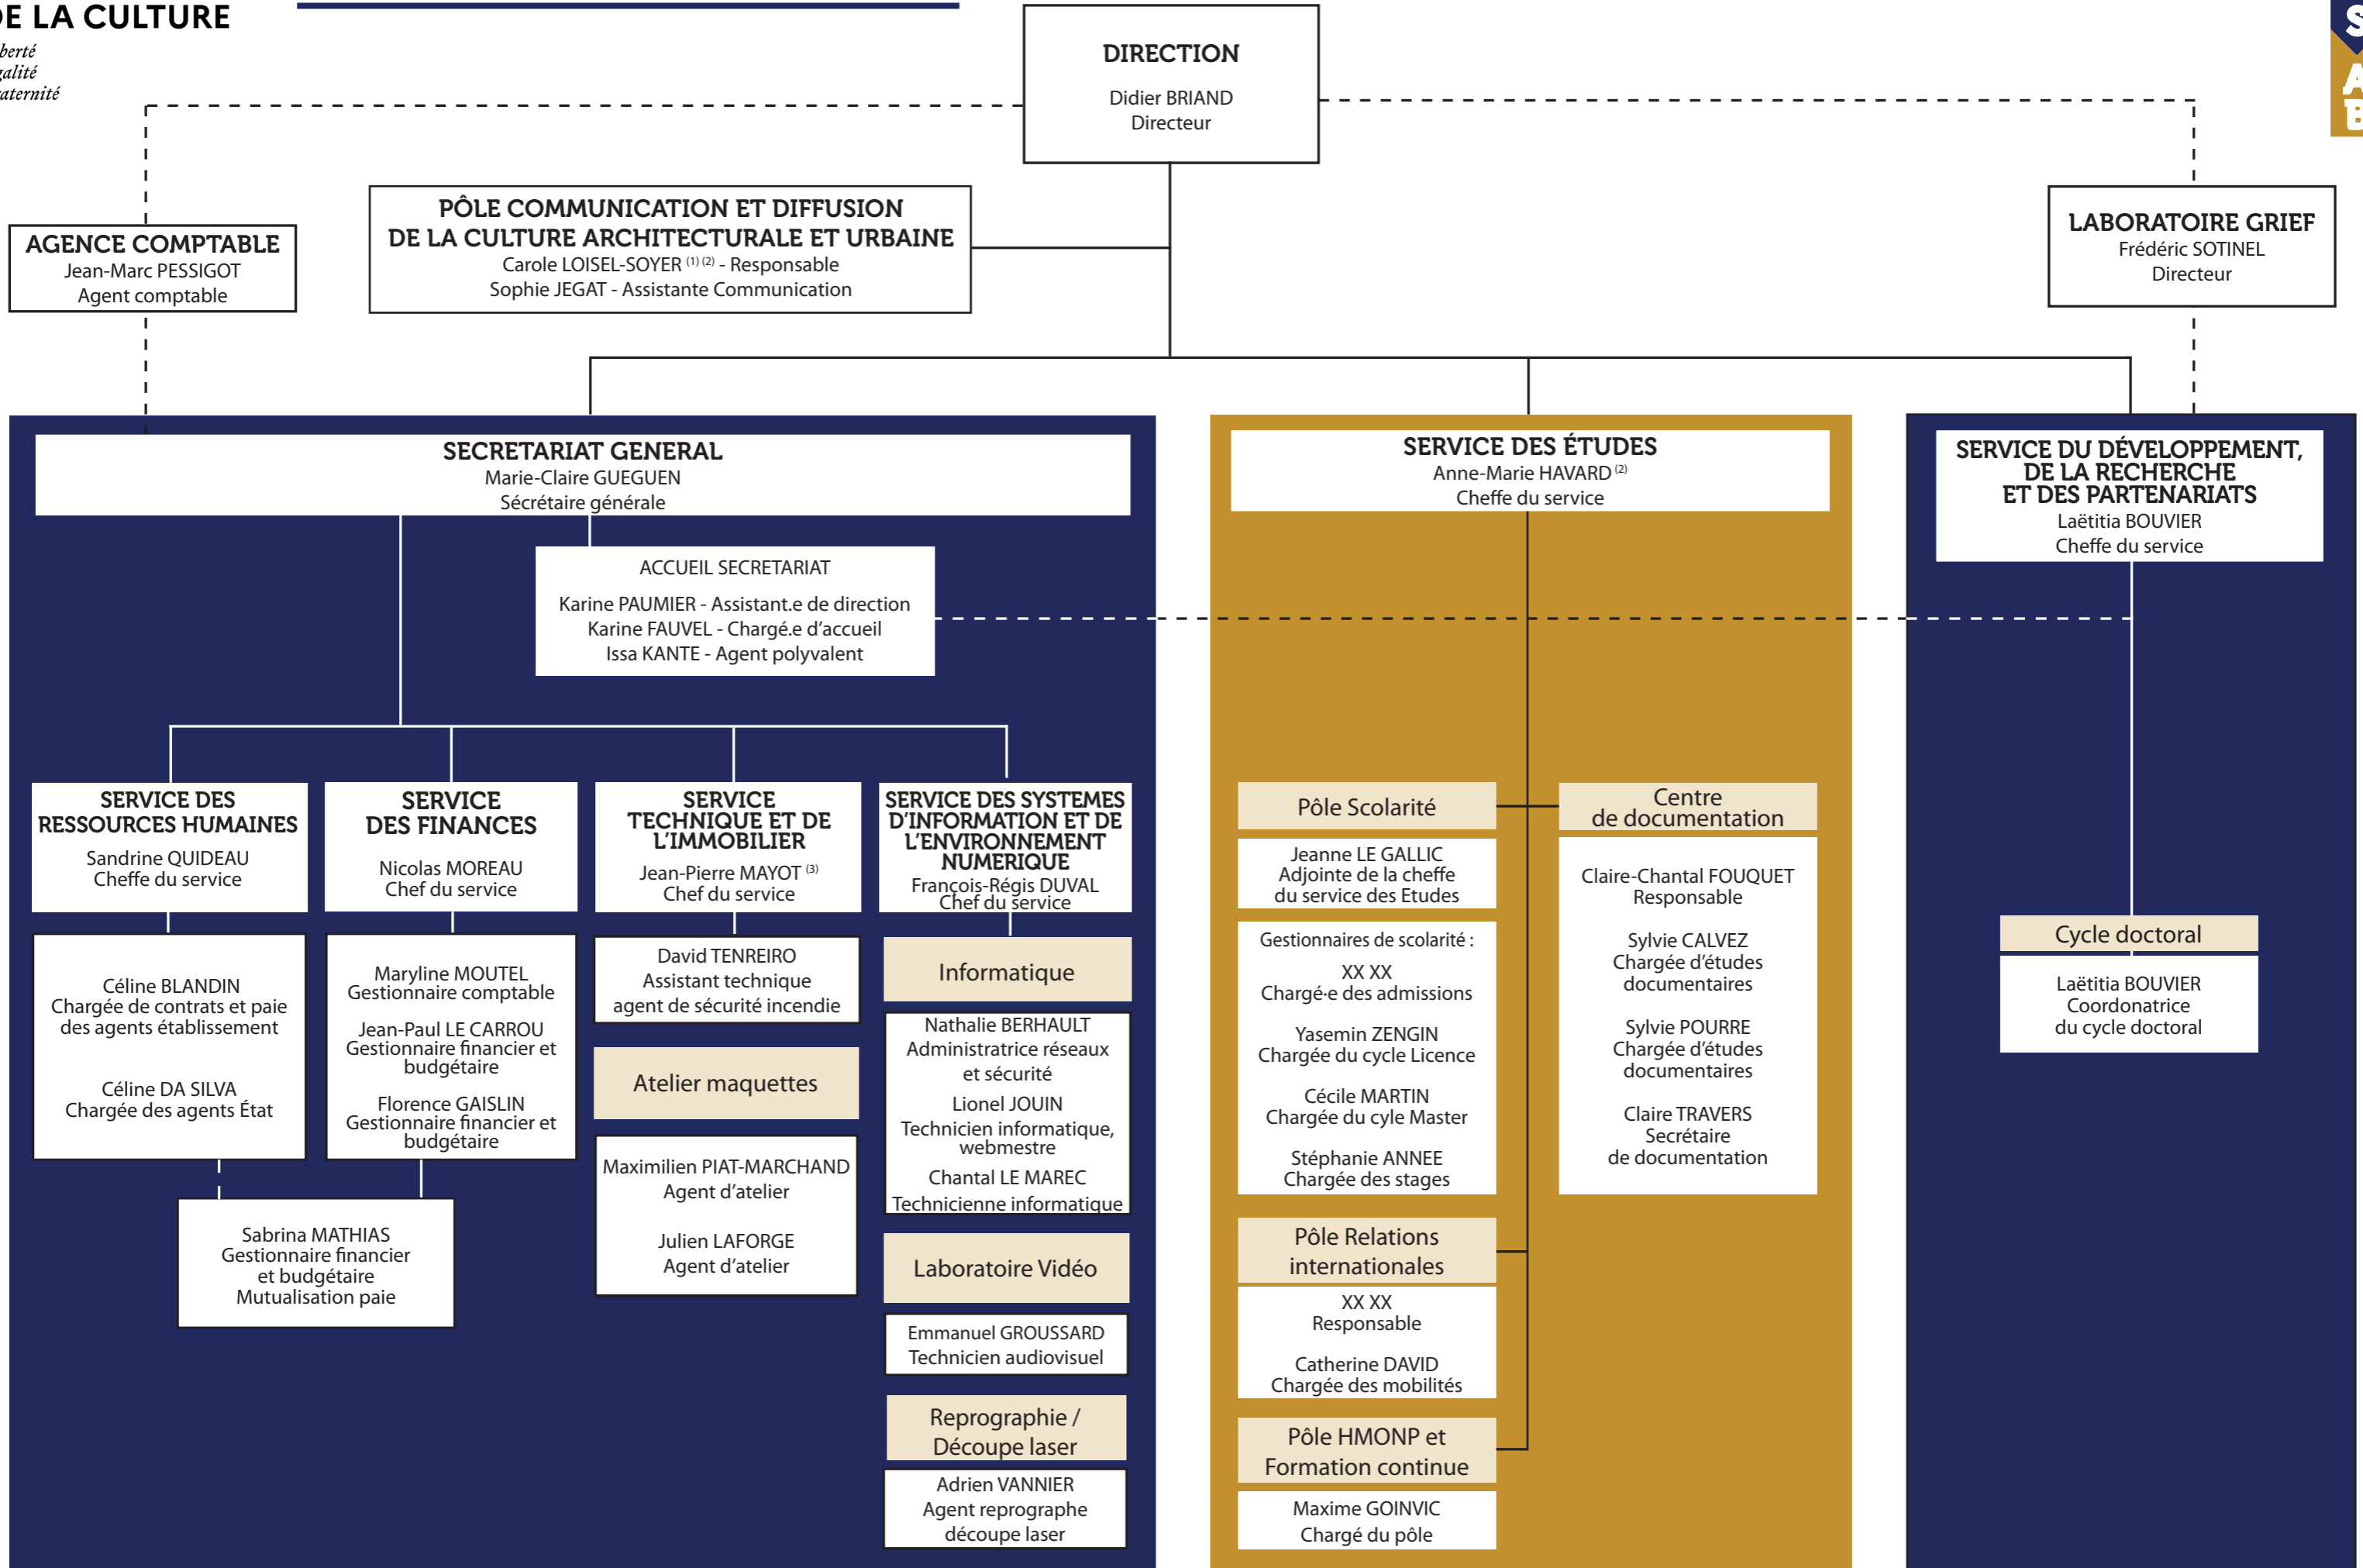 DE LA CULTURE
berté
galité
aternité
S
A
B
DIRECTION
Didier BRIAND
Directeur
PÔLE COMMUNICATION ET DIFFUSION
DE LA CULTURE ARCHITECTURALE ET URBAINE
Carole LOISEL-SOYER (1) (2) - Responsable
Sophie JEGAT - Assistante Communication
AGENCE COMPTABLE
Jean-Marc PESSIGOT
Agent comptable
LABORATOIRE GRIEF
Frédéric SOTINEL
Directeur
SECRETARIAT GENERAL
Marie-Claire GUEGUEN
Sécrétaire générale
ACCUEIL SECRETARIAT
Karine PAUMIER - Assistant.e de direction
Karine FAUVEL - Chargé.e d'accueil
Issa KANTE - Agent polyvalent
SERVICE DES
RESSOURCES HUMAINES
Sandrine QUIDEAU
Cheffe du service
Céline BLANDIN
Chargée de contrats et paie
des agents établissement
Céline DA SILVA
Chargée des agents État
SERVICE
DES FINANCES
Nicolas MOREAU
Chef du service
Maryline MOUTEL
Gestionnaire comptable
Jean-Paul LE CARROU
Gestionnaire financier et
budgétaire
Florence GAISLIN
Gestionnaire financier et
budgétaire
Sabrina MATHIAS
Gestionnaire financier
et budgétaire
Mutualisation paie
SERVICE
TECHNIQUE ET DE
L'IMMOBILIER
Jean-Pierre MAYOT (3)
Chef du service
David TENREIRO
Assistant technique
agent de sécurité incendie
Atelier maquettes
Maximilien PIAT-MARCHAND
Agent d'atelier
Julien LAFORGE
Agent d'atelier
SERVICE DES SYSTEMES
D'INFORMATION ET DE
L'ENVIRONNEMENT
NUMERIQUE
François-Régis DUVAL
Chef du service
Informatique
Nathalie BERHAULT
Administratrice réseaux
et sécurité
Lionel JOUIN
Technicien informatique,
webmestre
Chantal LE MAREC
Technicienne informatique
Laboratoire Vidéo
Emmanuel GROUSSARD
Technicien audiovisuel
Reprographie /
Découpe laser
Adrien VANNIER
Agent reprographe
découpe laser
SERVICE DES ÉTUDES
Anne-Marie HAVARD (2)
Cheffe du service
Pôle Scolarité
Jeanne LE GALLIC
Adjointe de la cheffe
du service des Etudes
Gestionnaires de scolarité :
XX XX
Chargé·e des admissions
Yasemin ZENGIN
Chargée du cycle Licence
Cécile MARTIN
Chargée du cyle Master
Stéphanie ANNEE
Chargée des stages
Pôle Relations
internationales
XX XX
Responsable
Catherine DAVID
Chargée des mobilités
Pôle HMONP et
Formation continue
Maxime GOINVIC
Chargé du pôle
Centre
de documentation
Claire-Chantal FOUQUET
Responsable
Sylvie CALVEZ
Chargée d'études
documentaires
Sylvie POURRE
Chargée d'études
documentaires
Claire TRAVERS
Secrétaire
de documentation
SERVICE DU DÉVELOPPEMENT,
DE LA RECHERCHE
ET DES PARTENARIATS
Laëtitia BOUVIER
Cheffe du service
Cycle doctoral
Laëtitia BOUVIER
Coordonatrice
du cycle doctoral